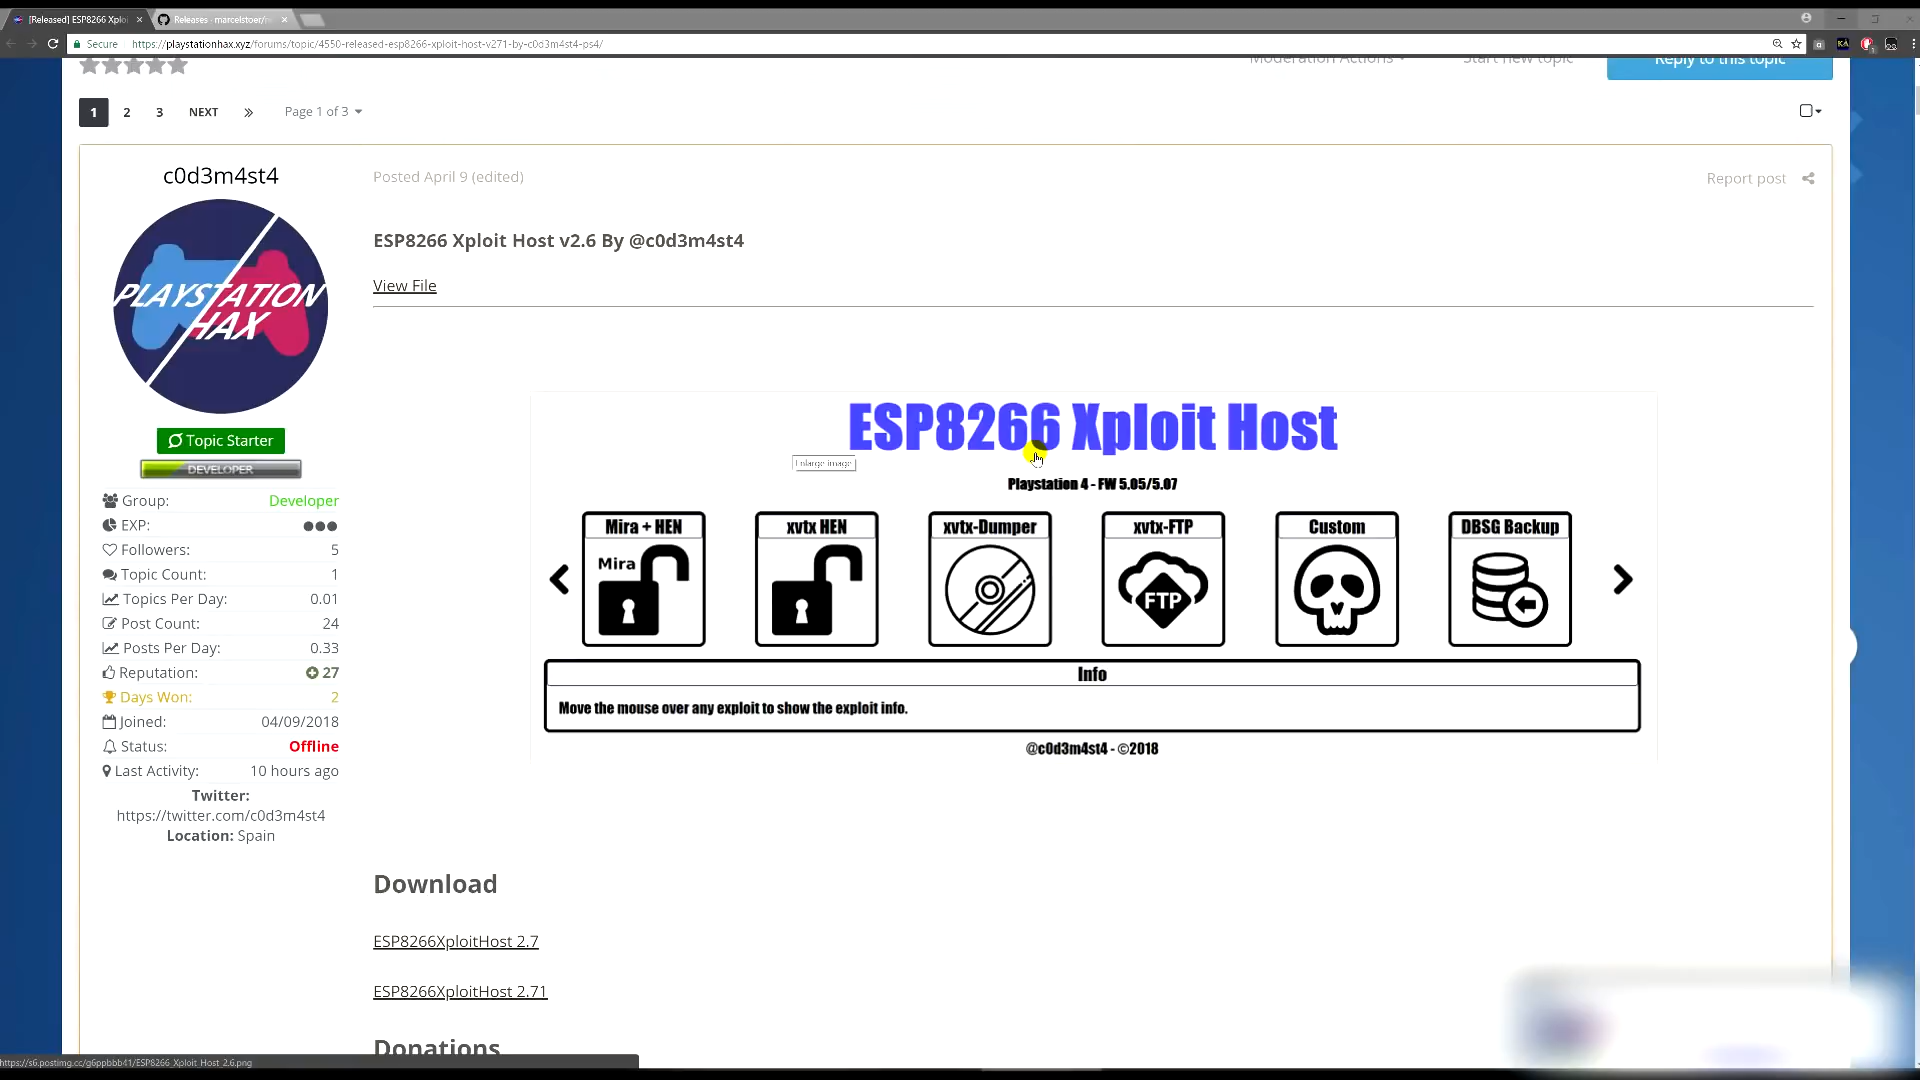 [Released] ESP8266 Xploi
Releases · marcelstoer/n
Secure
https://playstationhax.xyz/forums/topic/4550-released-esp8266-xploit-host-v271-by-c0d3m4st4-ps4/
Moderation Actions
Start new topic
Reply to this topic
1 2 3 NEXT » Page 1 of 3
c0d3m4st4
PLAYSTATION
HAX
Topic Starter
DEVELOPER
Group: Developer
EXP:
Followers: 5
Topic Count: 1
Topics Per Day: 0.01
Post Count: 24
Posts Per Day: 0.33
Reputation: 27
Days Won: 2
Joined: 04/09/2018
Status: Offline
Last Activity: 10 hours ago
Twitter:
https://twitter.com/c0d3m4st4
Location: Spain
Posted April 9 (edited)
Report post
ESP8266 Xploit Host v2.6 By @c0d3m4st4
View File
ESP8266 Xploit Host
Enlarge image
Playstation 4 - FW 5.05/5.07
Mira + HEN
Mira
xvtx HEN
xvtx-Dumper
xvtx-FTP
FTP
Custom
DBSG Backup
Info
Move the mouse over any exploit to show the exploit info.
@c0d3m4st4 - ©2018
Download
ESP8266XploitHost 2.7
ESP8266XploitHost 2.71
Donations
https://s6.postimg.cc/g6ppbbb41/ESP8266_Xploit_Host_2.6.png